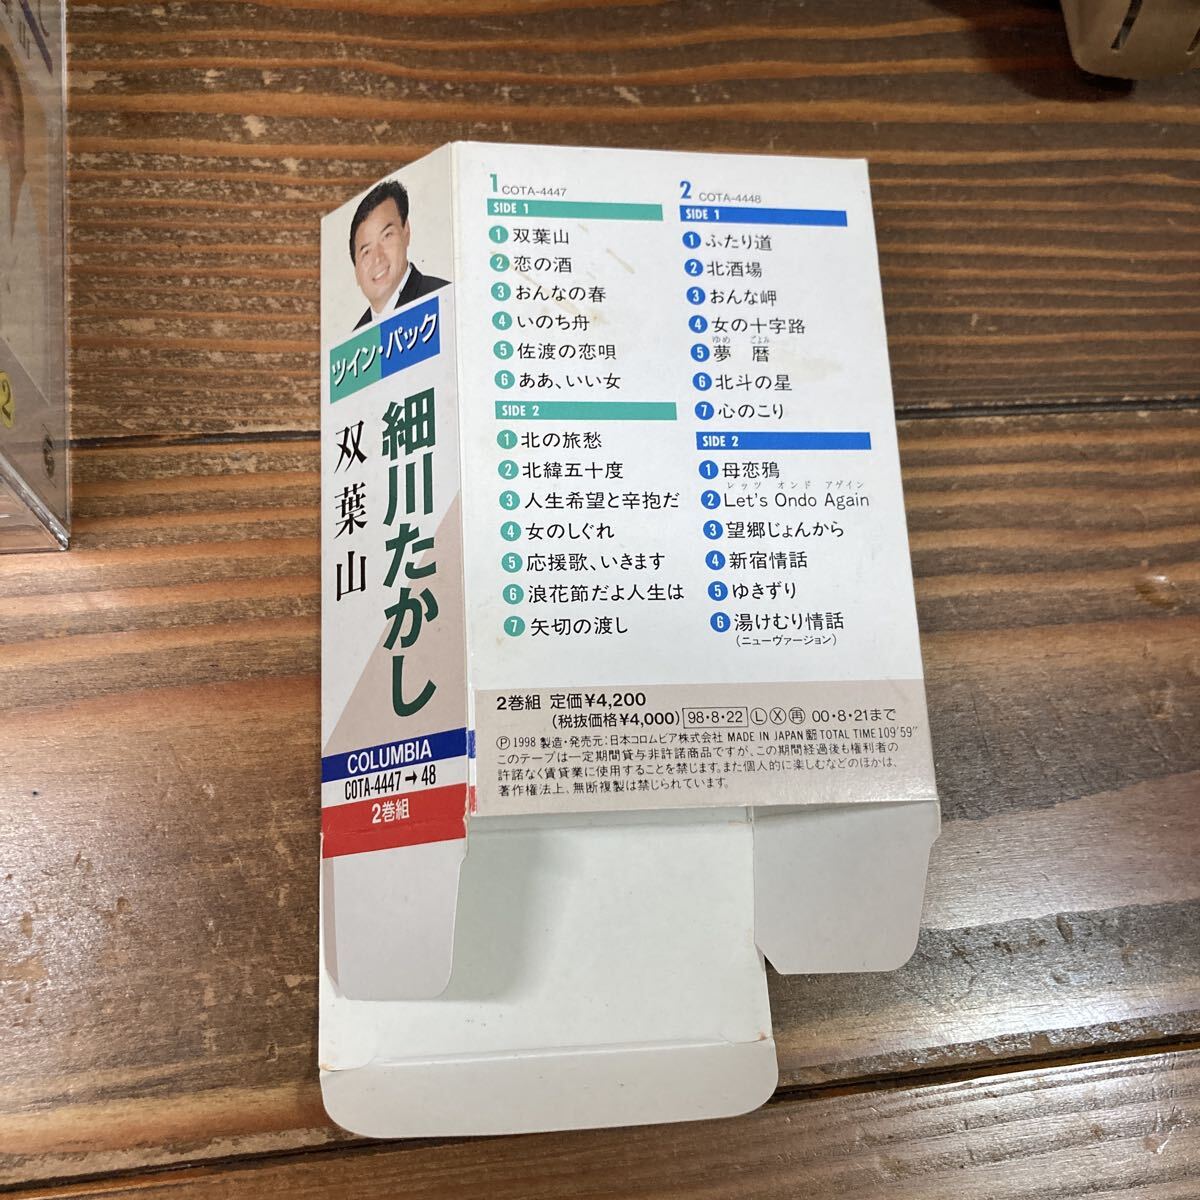 ツイン・パック
細川たかし
双葉山
COLUMBIA
COTA-4447→48
2巻組
1 COTA-4447
SIDE 1
1 双葉山
2 恋の酒
3 おんなの春
4 いのち舟
5 佐渡の恋唄
6 ああ、いい女
SIDE 2
1 北の旅愁
2 北緯五十度
3 人生希望と辛抱だ
4 女のしぐれ
5 応援歌、いきます
6 浪花節だよ人生は
7 矢切の渡し
2 COTA-4448
SIDE 1
1 ふたり道
2 北酒場
3 おんな岬
4 女の十字路
ゆめ ごよみ
5 夢暦
6 北斗の星
7 心のこり
SIDE 2
1 母恋鴉
レッツ オンド アゲイン
2 Let's Ondo Again
3 望郷じょんから
4 新宿情話
5 ゆきずり
6 湯けむり情話
(ニューヴァージョン)
2巻組 定価¥4,200
(税抜価格¥4,000) 98・8・22 Ⓛ Ⓧ 再 00・8・21まで
Ⓟ 1998 製造・発売元:日本コロムビア株式会社 MADE IN JAPAN TOTAL TIME 109′59″
このテープは一定期間貸与非許諾商品ですが、この期間経過後も権利者の
許諾なく賃貸業に使用することを禁じます。また個人的に楽しむなどのほかは、
著作権法上、無断複製は禁じられています。
2